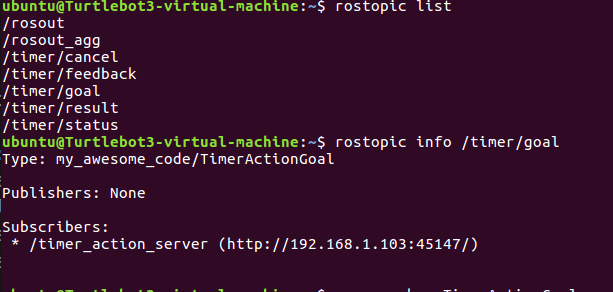 ubuntu@Turtlebot3-virtual-machine:~$ rostopic list
/rosout
/rosout_agg
/timer/cancel
/timer/feedback
/timer/goal
/timer/result
/timer/status
ubuntu@Turtlebot3-virtual-machine:~$ rostopic info /timer/goal
Type: my_awesome_code/TimerActionGoal
Publishers: None
Subscribers:
* /timer_action_server (http://192.168.1.103:45147/)